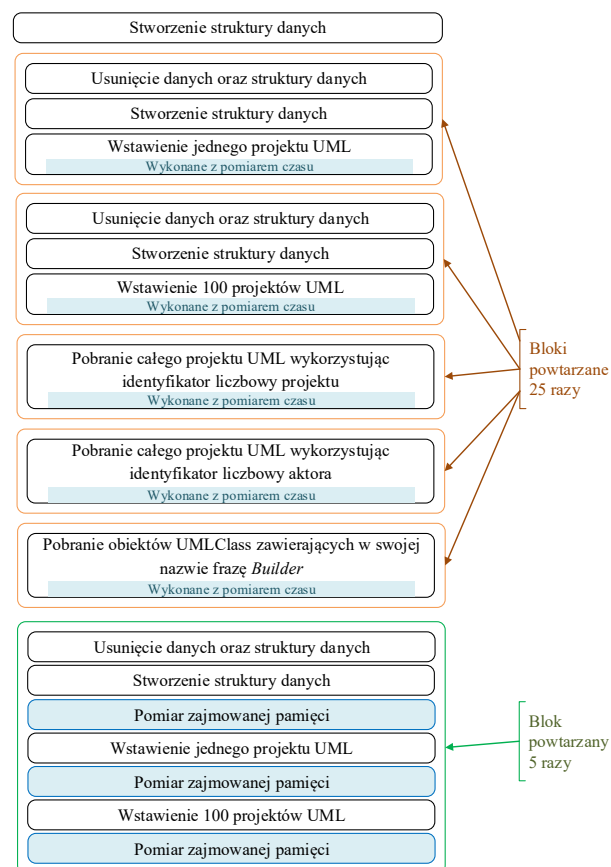 Stworzenie struktury danych
Usunięcie danych oraz struktury danych
Stworzenie struktury danych
Wstawienie jednego projektu UML
Wykonane z pomiarem czasu
Usunięcie danych oraz struktury danych
Stworzenie struktury danych
Wstawienie 100 projektów UML
Wykonane z pomiarem czasu
Pobranie całego projektu UML wykorzystując
identyfikator liczbowy projektu
Wykonane z pomiarem czasu
Pobranie całego projektu UML wykorzystując
identyfikator liczbowy aktora
Wykonane z pomiarem czasu
Pobranie obiektów UMLClass zawierających w swojej
nazwie frazę Builder
Wykonane z pomiarem czasu
Bloki
powtarzane
25 razy
Usunięcie danych oraz struktury danych
Stworzenie struktury danych
Pomiar zajmowanej pamięci
Wstawienie jednego projektu UML
Pomiar zajmowanej pamięci
Wstawienie 100 projektów UML
Pomiar zajmowanej pamięci
Blok
powtarzany
5 razy